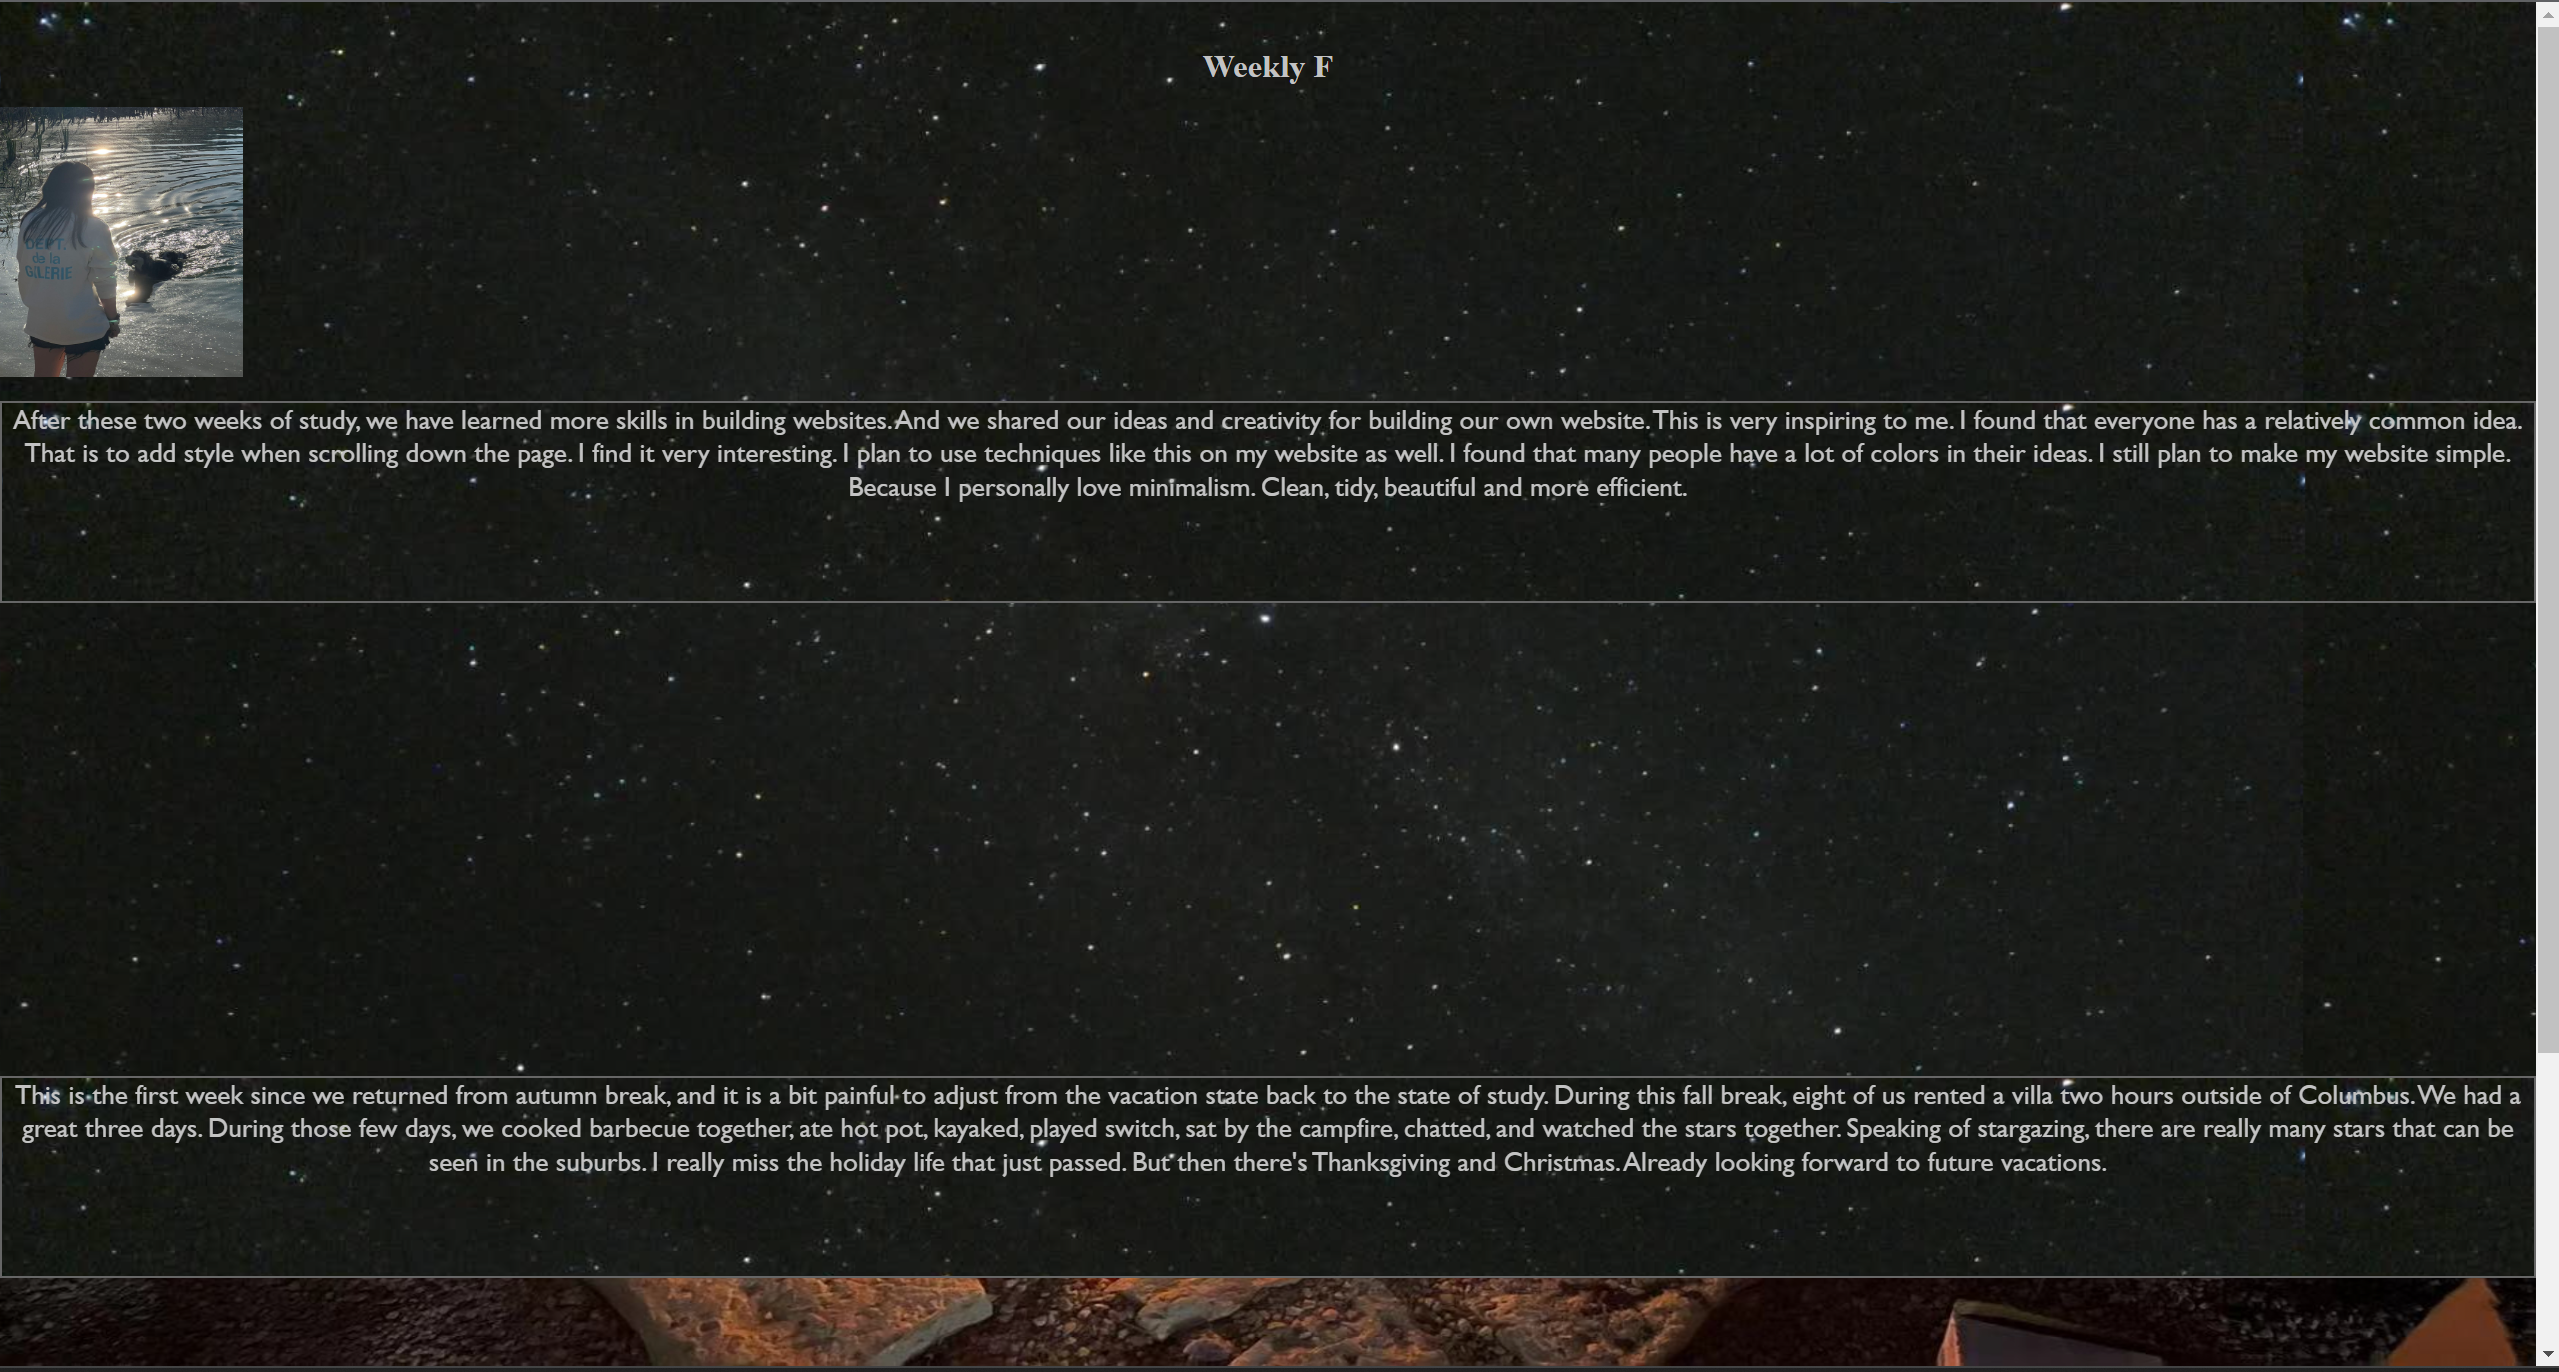 Weekly F
DEPT.
de la
GALERIE
After these two weeks of study, we have learned more skills in building websites. And we shared our ideas and creativity for building our own website. This is very inspiring to me. I found that everyone has a relatively common idea.
That is to add style when scrolling down the page. I find it very interesting. I plan to use techniques like this on my website as well. I found that many people have a lot of colors in their ideas. I still plan to make my website simple.
Because I personally love minimalism. Clean, tidy, beautiful and more efficient.
This is the first week since we returned from autumn break, and it is a bit painful to adjust from the vacation state back to the state of study. During this fall break, eight of us rented a villa two hours outside of Columbus. We had a
great three days. During those few days, we cooked barbecue together, ate hot pot, kayaked, played switch, sat by the campfire, chatted, and watched the stars together. Speaking of stargazing, there are really many stars that can be
seen in the suburbs. I really miss the holiday life that just passed. But then there's Thanksgiving and Christmas. Already looking forward to future vacations.